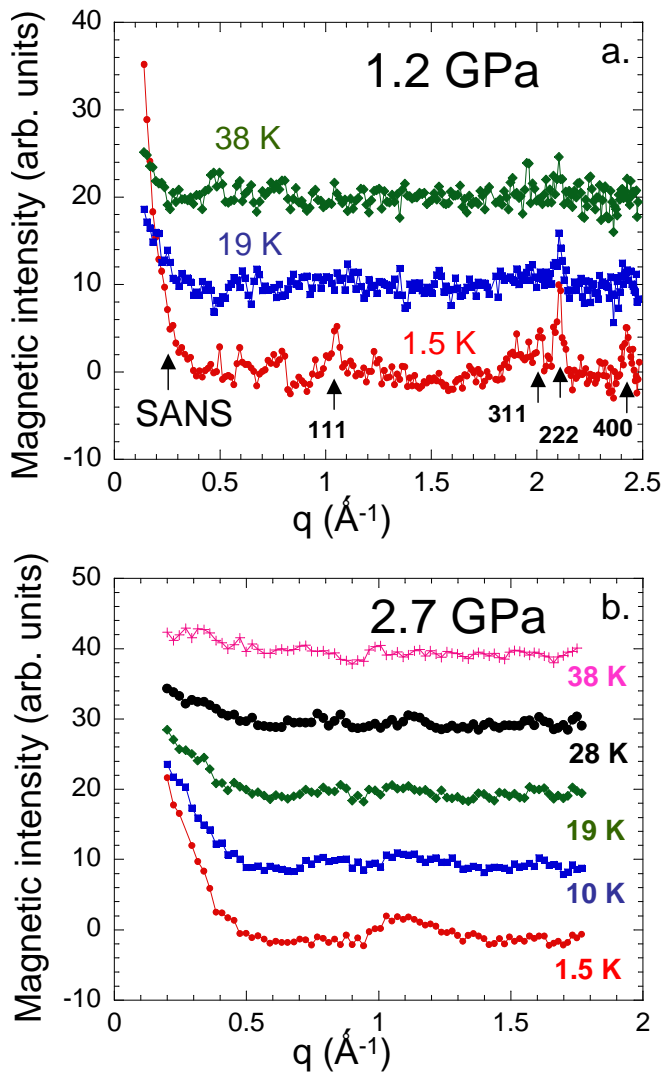 40
30
20
10
0
-10
Magnetic intensity (arb. units)
1.2 GPa
a.
38 K
19 K
1.5 K
SANS
111
311
222
400
0
0.5
1
1.5
2
2.5
q (Å⁻¹)
50
40
30
20
10
0
-10
Magnetic intensity (arb. units)
2.7 GPa
b.
38 K
28 K
19 K
10 K
1.5 K
0
0.5
1
1.5
2
q (Å⁻¹)